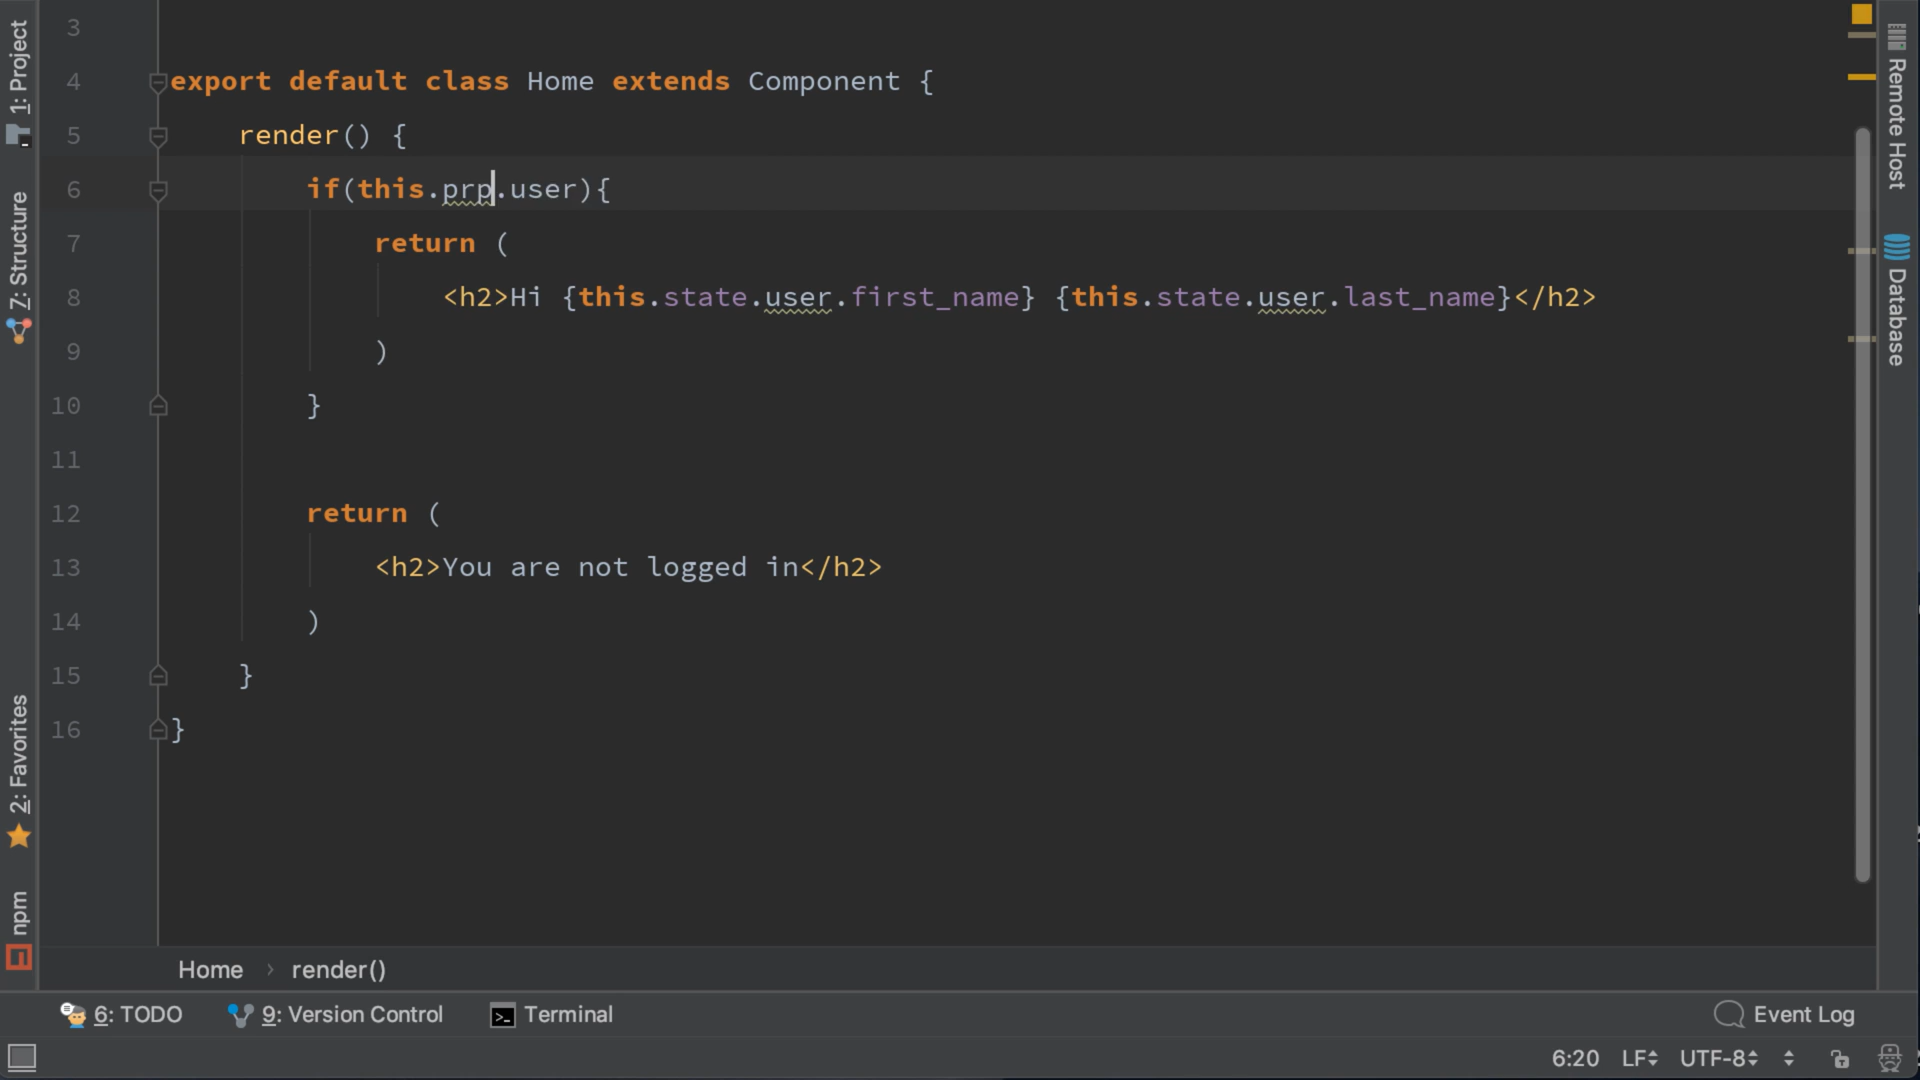 1: Project
7: Structure
2: Favorites
npm
3
4 export default class Home extends Component {
5 render() {
6 if(this.prp.user){
7 return (
8 <h2>Hi {this.state.user.first_name} {this.state.user.last_name}</h2>
9 )
10 }
11
12 return (
13 <h2>You are not logged in</h2>
14 )
15 }
16 }
Remote Host
Database
Home › render()
6: TODO 9: Version Control Terminal Event Log
6:20 LF UTF-8